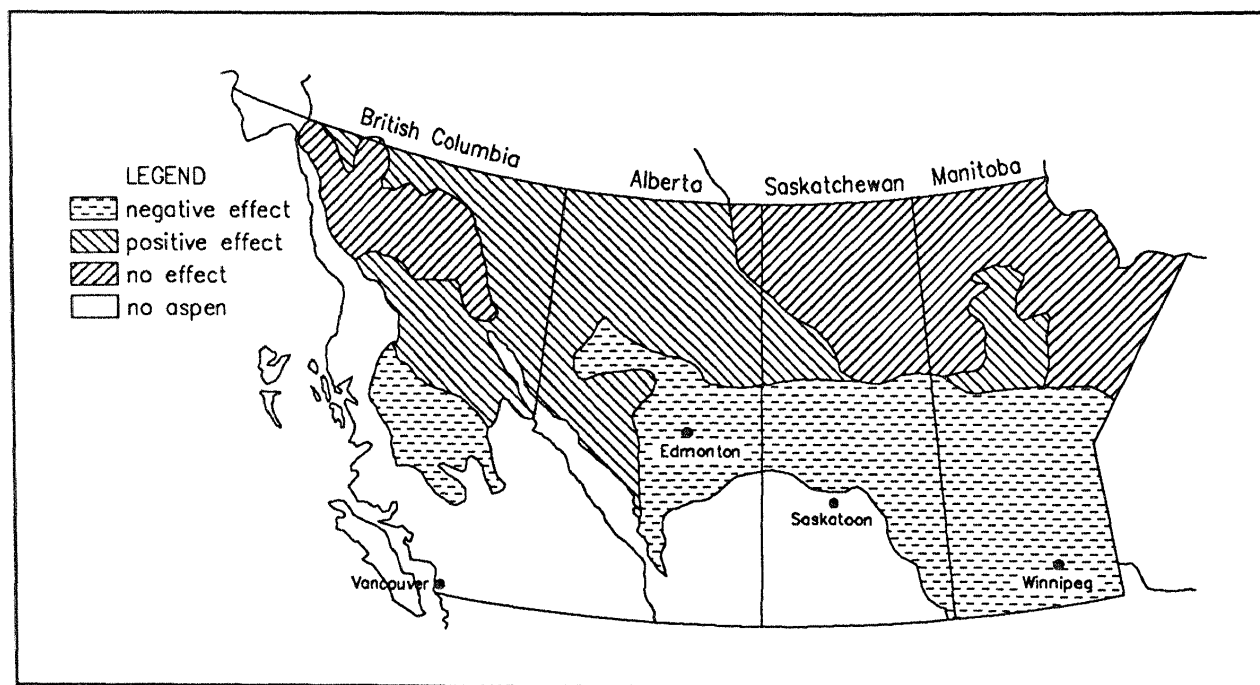 British Columbia
Alberta
Saskatchewan
Manitoba
LEGEND
negative effect
positive effect
no effect
no aspen
Edmonton
Saskatoon
Vancouver
Winnipeg